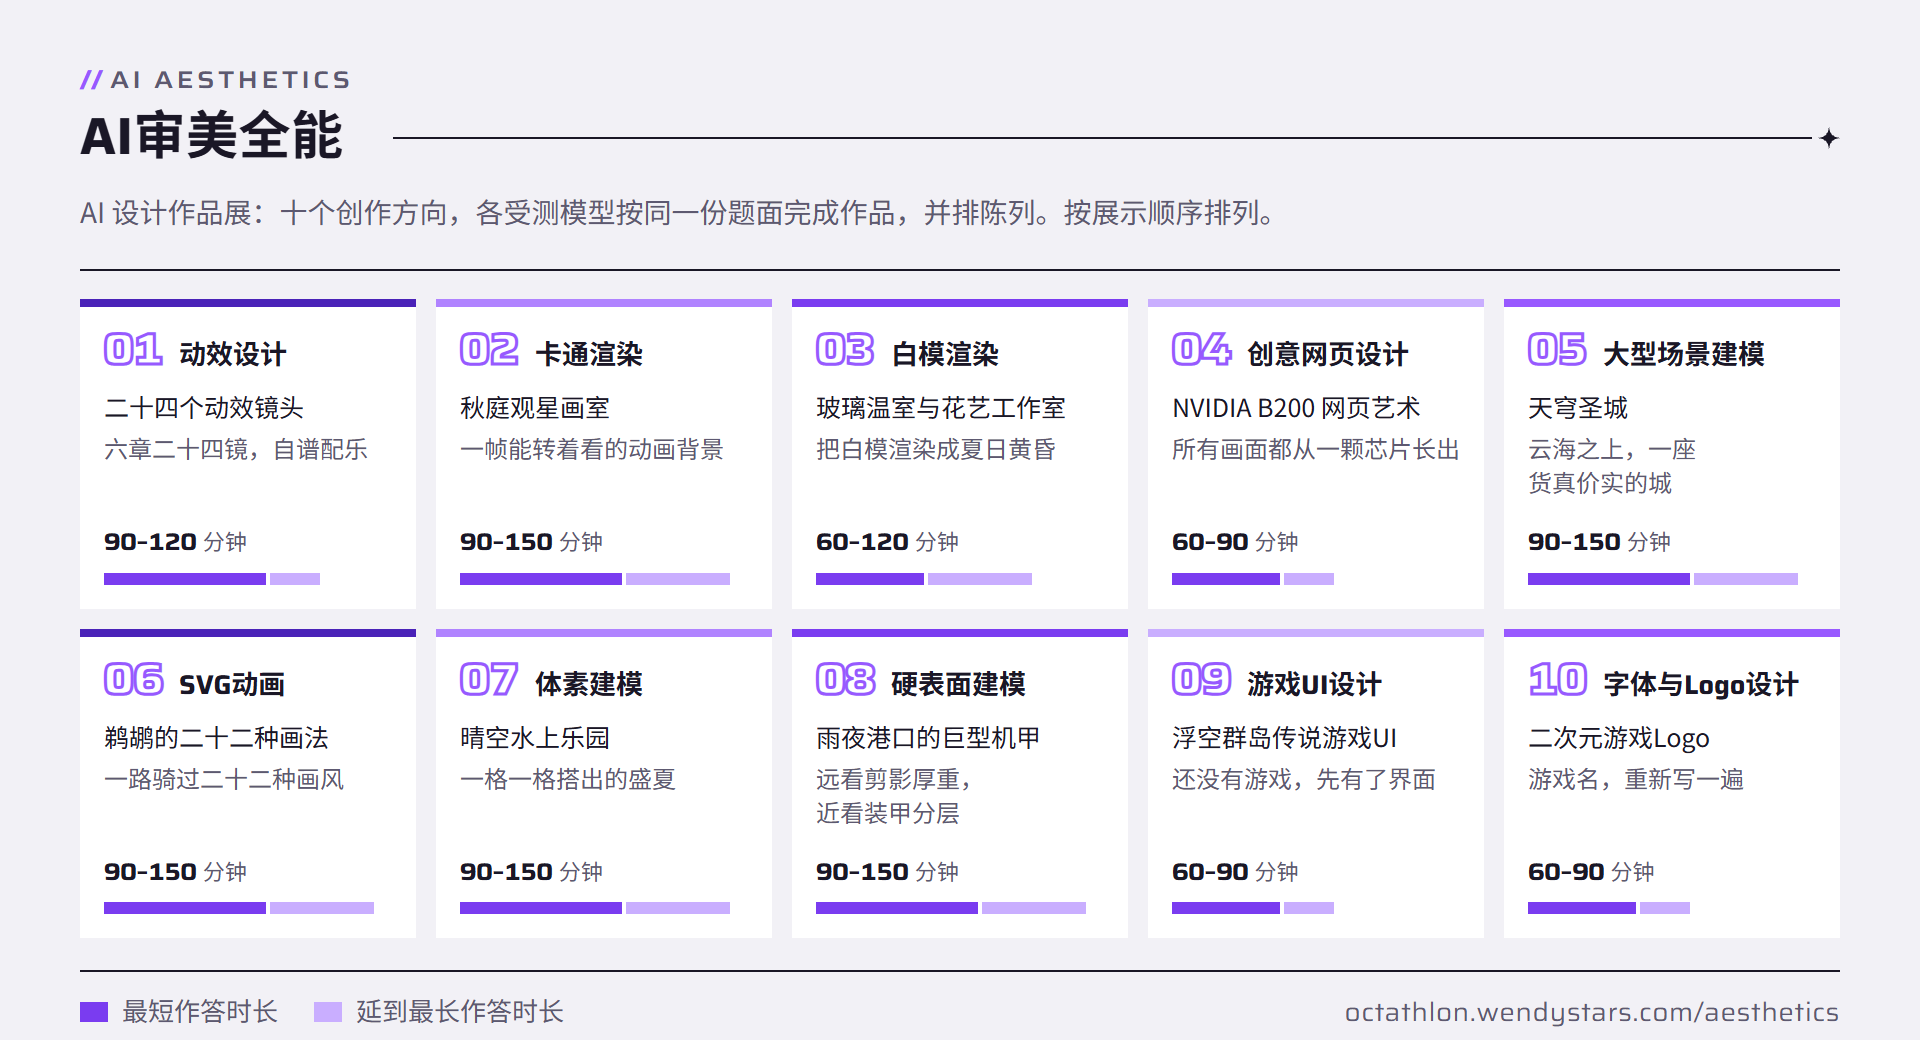 // AI AESTHETICS
AI审美全能
AI 设计作品展：十个创作方向，各受测模型按同一份题面完成作品，并排陈列。按展示顺序排列。
01 动效设计
二十四个动效镜头
六章二十四镜，自谱配乐
90–120 分钟
02 卡通渲染
秋庭观星画室
一帧能转着看的动画背景
90–150 分钟
03 白模渲染
玻璃温室与花艺工作室
把白模渲染成夏日黄昏
60–120 分钟
04 创意网页设计
NVIDIA B200 网页艺术
所有画面都从一颗芯片长出
60–90 分钟
05 大型场景建模
天穹圣城
云海之上，一座
货真价实的城
90–150 分钟
06 SVG动画
鹈鹕的二十二种画法
一路骑过二十二种画风
90–150 分钟
07 体素建模
晴空水上乐园
一格一格搭出的盛夏
90–150 分钟
08 硬表面建模
雨夜港口的巨型机甲
远看剪影厚重，
近看装甲分层
90–150 分钟
09 游戏UI设计
浮空群岛传说游戏UI
还没有游戏，先有了界面
60–90 分钟
10 字体与Logo设计
二次元游戏Logo
游戏名，重新写一遍
60–90 分钟
最短作答时长
延到最长作答时长
octathlon.wendystars.com/aesthetics